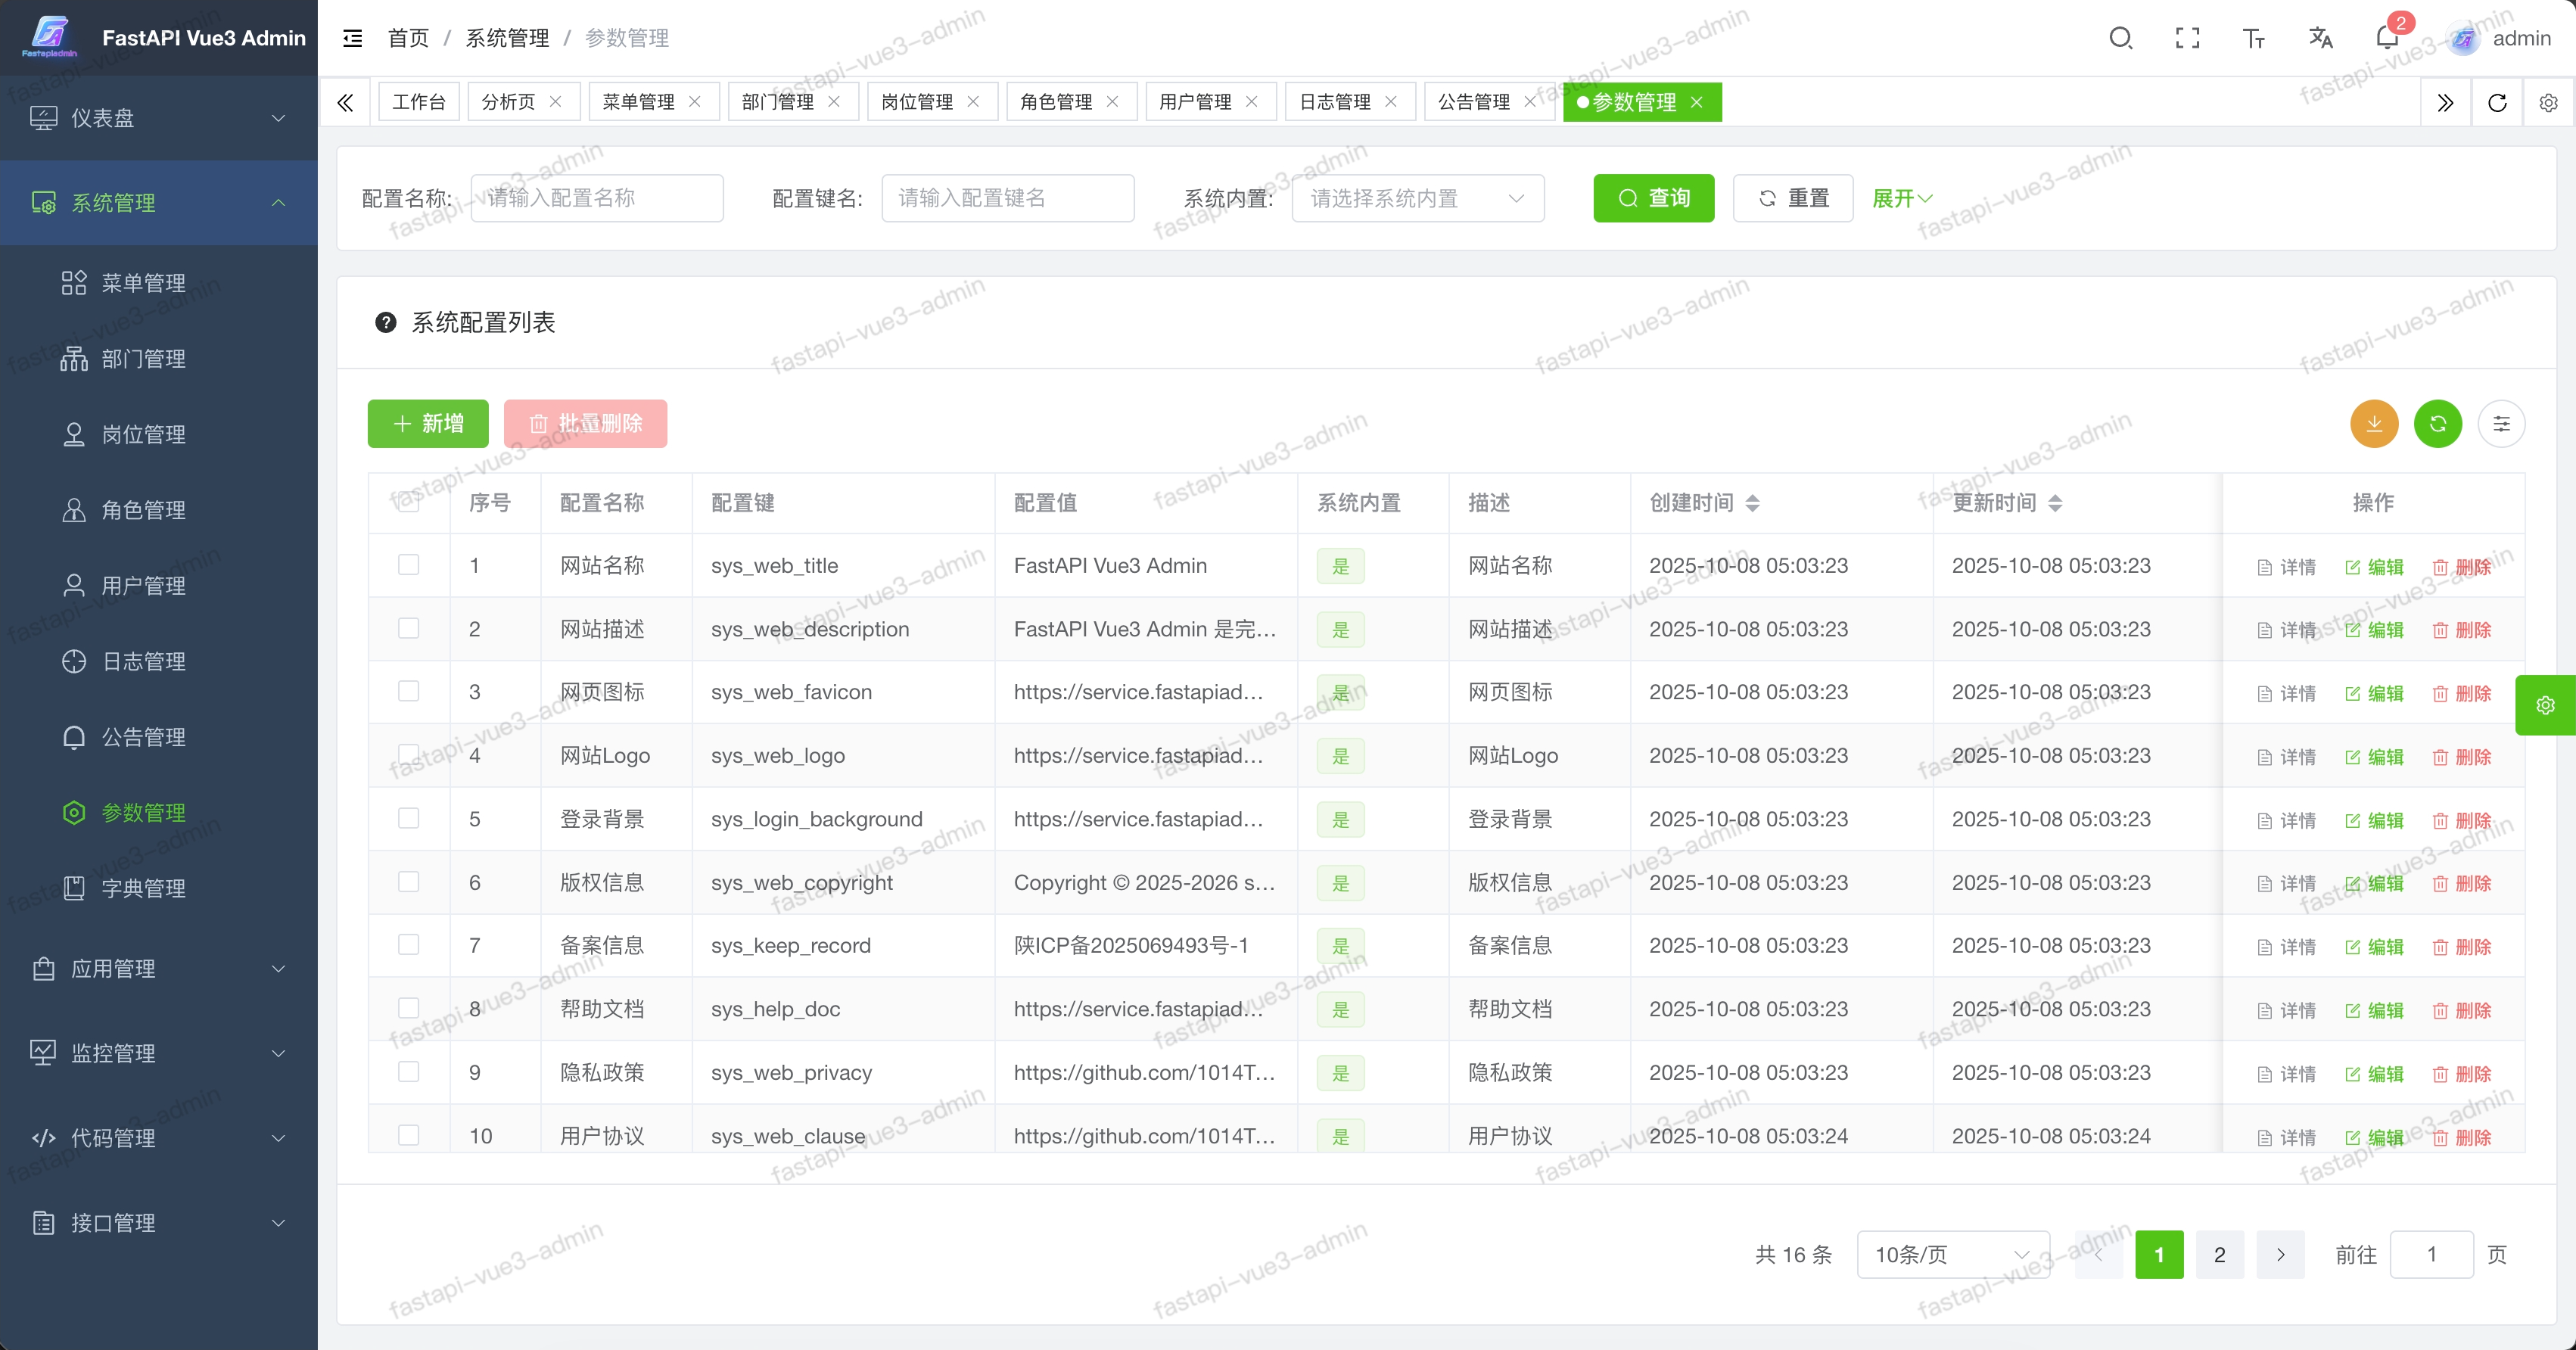 FastAPI Vue3 Admin
Fastapiadmin
首页 / 系统管理 / 参数管理
2
admin
仪表盘
系统管理
菜单管理
部门管理
岗位管理
角色管理
用户管理
日志管理
公告管理
参数管理
字典管理
应用管理
监控管理
代码管理
接口管理
工作台 分析页 菜单管理 部门管理 岗位管理 角色管理 用户管理 日志管理 公告管理 参数管理
配置名称: 请输入配置名称 配置键名: 请输入配置键名 系统内置: 请选择系统内置 查询 重置 展开
系统配置列表
新增 批量删除
序号 配置名称 配置键 配置值 系统内置 描述 创建时间 更新时间 操作
1 网站名称 sys_web_title FastAPI Vue3 Admin 是 网站名称 2025-10-08 05:03:23 2025-10-08 05:03:23 详情 编辑 删除
2 网站描述 sys_web_description FastAPI Vue3 Admin 是完... 是 网站描述 2025-10-08 05:03:23 2025-10-08 05:03:23 详情 编辑 删除
3 网页图标 sys_web_favicon https://service.fastapiad... 是 网页图标 2025-10-08 05:03:23 2025-10-08 05:03:23 详情 编辑 删除
4 网站Logo sys_web_logo https://service.fastapiad... 是 网站Logo 2025-10-08 05:03:23 2025-10-08 05:03:23 详情 编辑 删除
5 登录背景 sys_login_background https://service.fastapiad... 是 登录背景 2025-10-08 05:03:23 2025-10-08 05:03:23 详情 编辑 删除
6 版权信息 sys_web_copyright Copyright © 2025-2026 s... 是 版权信息 2025-10-08 05:03:23 2025-10-08 05:03:23 详情 编辑 删除
7 备案信息 sys_keep_record 陕ICP备2025069493号-1 是 备案信息 2025-10-08 05:03:23 2025-10-08 05:03:23 详情 编辑 删除
8 帮助文档 sys_help_doc https://service.fastapiad... 是 帮助文档 2025-10-08 05:03:23 2025-10-08 05:03:23 详情 编辑 删除
9 隐私政策 sys_web_privacy https://github.com/1014T... 是 隐私政策 2025-10-08 05:03:23 2025-10-08 05:03:23 详情 编辑 删除
10 用户协议 sys_web_clause https://github.com/1014T... 是 用户协议 2025-10-08 05:03:24 2025-10-08 05:03:24 详情 编辑 删除
共 16 条 10条/页 1 2 前往 1 页
fastapi-vue3-admin